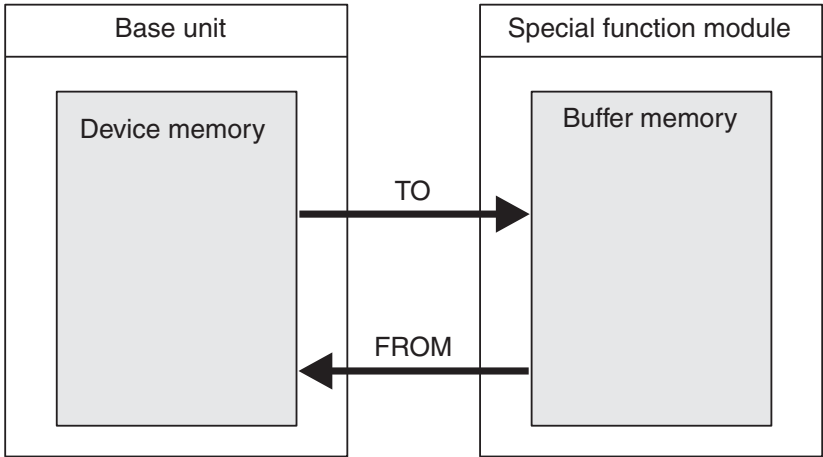 Base unit
Special function module
Device memory
Buffer memory
TO
FROM